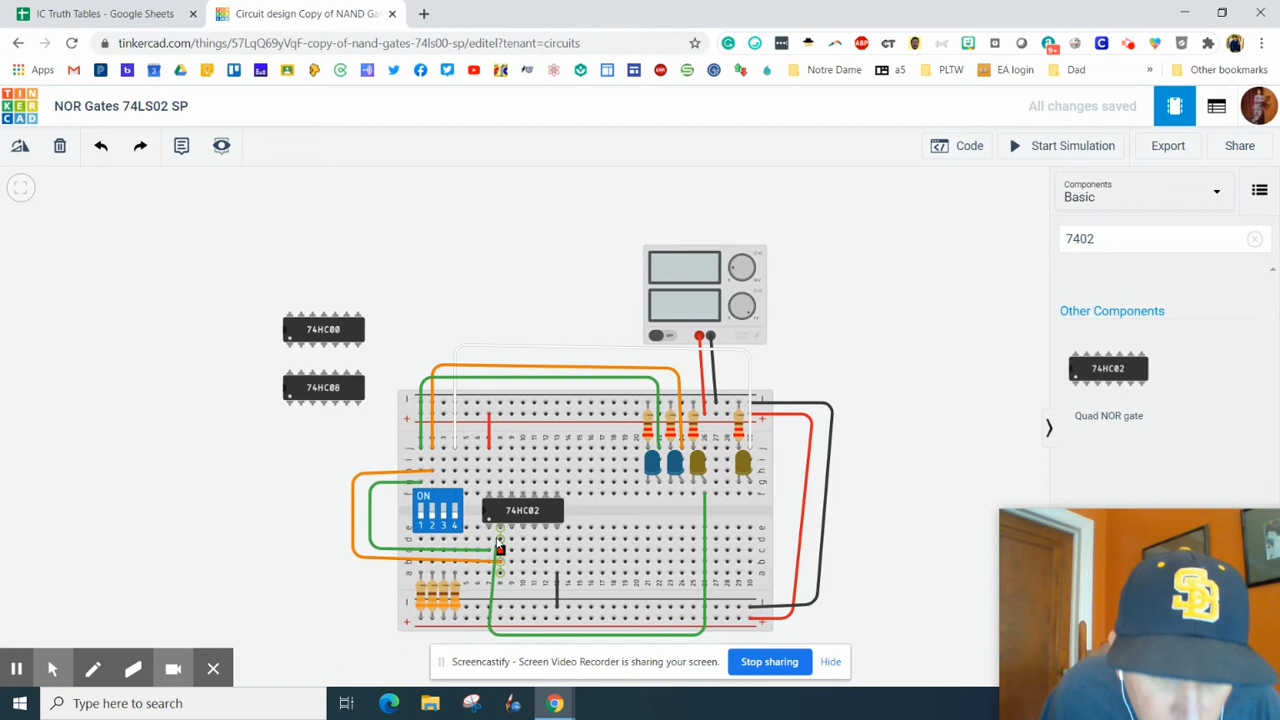 IC Truth Tables - Google Sheets
Circuit design Copy of NAND Ga
tinkercad.com/things/57LqQ69yVqF-copy-of-nand-gates-74ls00-sp/editel?tenant=circuits
Apps
Notre Dame
a5
PLTW
EA login
Dad
Other bookmarks
TIN
KER
CAD
NOR Gates 74LS02 SP
All changes saved
Code
Start Simulation
Export
Share
Components
Basic
7402
Other Components
74HC02
Quad NOR gate
74HC00
74HC08
ON
1 2 3 4
74HC02
SD
Screencastify - Screen Video Recorder is sharing your screen.
Stop sharing
Hide
Type here to search